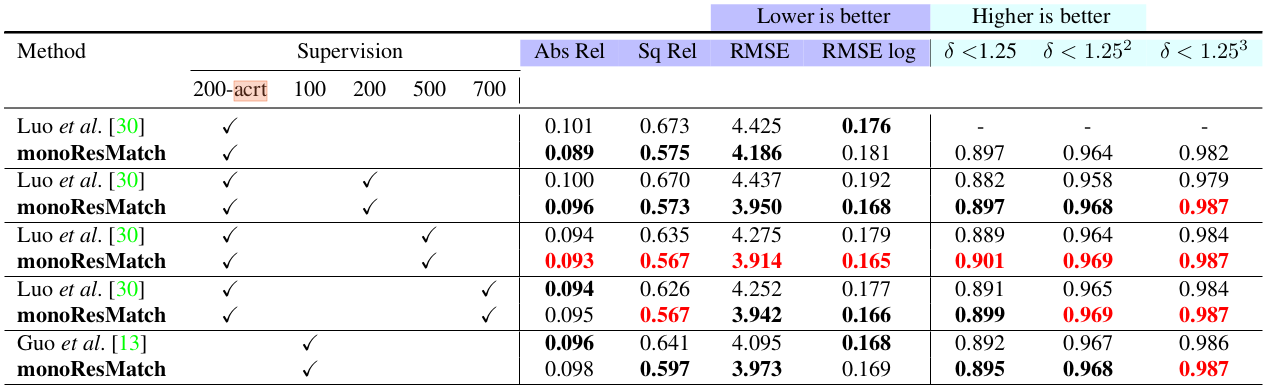 Lower is better Higher is better
Method Supervision Abs Rel Sq Rel RMSE RMSE log δ <1.25 δ < 1.25² δ < 1.25³
200-acrt 100 200 500 700
Luo et al. [30] ✓ 0.101 0.673 4.425 0.176 - - -
monoResMatch ✓ 0.089 0.575 4.186 0.181 0.897 0.964 0.982
Luo et al. [30] ✓ ✓ 0.100 0.670 4.437 0.192 0.882 0.958 0.979
monoResMatch ✓ ✓ 0.096 0.573 3.950 0.168 0.897 0.968 0.987
Luo et al. [30] ✓ ✓ 0.094 0.635 4.275 0.179 0.889 0.964 0.984
monoResMatch ✓ ✓ 0.093 0.567 3.914 0.165 0.901 0.969 0.987
Luo et al. [30] ✓ ✓ 0.094 0.626 4.252 0.177 0.891 0.965 0.984
monoResMatch ✓ ✓ 0.095 0.567 3.942 0.166 0.899 0.969 0.987
Guo et al. [13] ✓ 0.096 0.641 4.095 0.168 0.892 0.967 0.986
monoResMatch ✓ 0.098 0.597 3.973 0.169 0.895 0.968 0.987